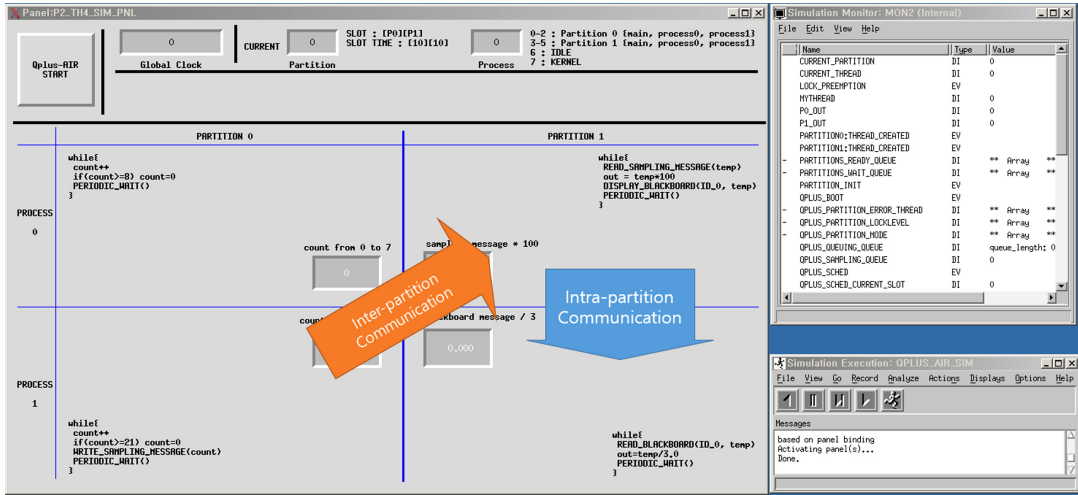 Panel:P2_TH4_SIM_PNL
Qplus-AIR
START
0
Global Clock
CURRENT
0
Partition
SLOT : [P0][P1]
SLOT TIME : [10][10]
0
Process
0-2 : Partition 0 {main, process0, process1}
3-5 : Partition 1 {main, process0, process1}
6 : IDLE
7 : KERNEL
PARTITION 0
PARTITION 1
PROCESS
0
while{
count++
if(count>=8) count=0
PERIODIC_WAIT()
}
while{
READ_SAMPLING_MESSAGE(temp)
out = temp*100
DISPLAY_BLACKBOARD(ID_0, temp)
PERIODIC_WAIT()
}
count from 0 to 7
0
message * 100
Inter-partition
Communication
Intra-partition
Communication
message / 3
0.000
PROCESS
1
while{
count++
if(count>=21) count=0
WRITE_SAMPLING_MESSAGE(count)
PERIODIC_WAIT()
}
while{
READ_BLACKBOARD(ID_0, temp)
out=temp/3.0
PERIODIC_WAIT()
}
Simulation Monitor: MON2 (Internal)
File Edit View Help
Name Type Value
CURRENT_PARTITION DI 0
CURRENT_THREAD DI 0
LOCK_PREEMPTION EV
MYTHREAD DI 0
P0_OUT DI 0
P1_OUT DI 0
PARTITION0:THREAD_CREATED EV
PARTITION1:THREAD_CREATED EV
- PARTITIONS_READY_QUEUE DI ** Array **
- PARTITIONS_WAIT_QUEUE DI ** Array **
PARTITION_INIT EV
QPLUS_BOOT EV
- QPLUS_PARTITION_ERROR_THREAD DI ** Array **
- QPLUS_PARTITION_LOCKLEVEL DI ** Array **
- QPLUS_PARTITION_MODE DI ** Array **
QPLUS_QUEUING_QUEUE DI queue_length: 0
QPLUS_SAMPLING_QUEUE DI 0
QPLUS_SCHED EV
QPLUS_SCHED_CURRENT_SLOT DI 0
Simulation Execution: QPLUS_AIR_SIM
File View Go Record Analyze Actions Displays Options Help
Messages
based on panel binding
Activating panel(s)...
Done.